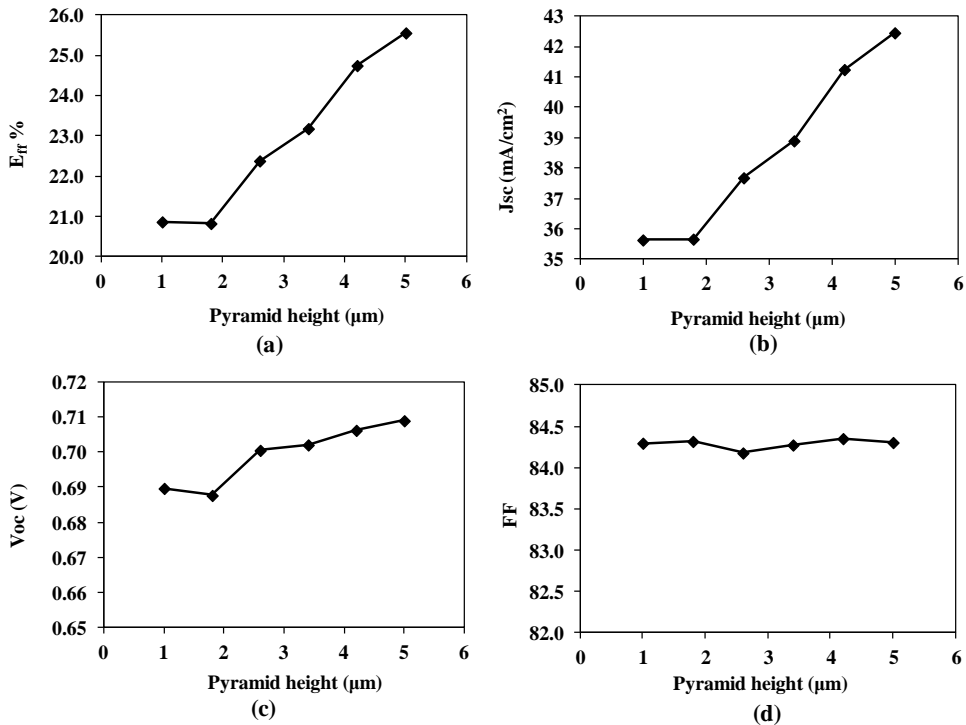 26.0
25.0
24.0
23.0
22.0
21.0
20.0
E_ff %
0 1 2 3 4 5 6
Pyramid height (µm)
(a)
43
42
41
40
39
38
37
36
35
Jsc (mA/cm²)
0 1 2 3 4 5 6
Pyramid height (µm)
(b)
0.72
0.71
0.70
0.69
0.68
0.67
0.66
0.65
Voc (V)
0 1 2 3 4 5 6
Pyramid height (µm)
(c)
85.0
84.5
84.0
83.5
83.0
82.5
82.0
FF
0 1 2 3 4 5 6
Pyramid height (µm)
(d)